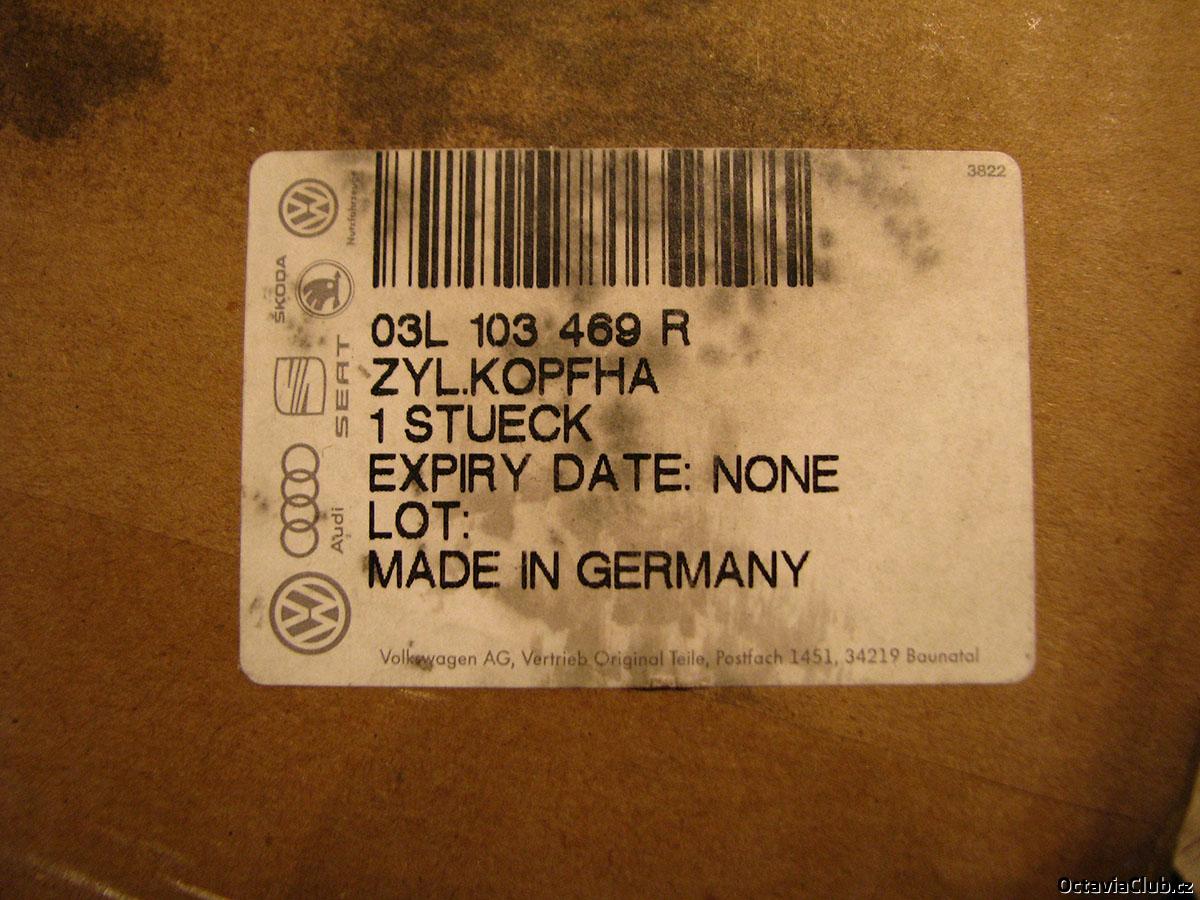 3822
Nutzfahrzeuge
ŠKODA
SEAT
Audi
03L 103 469 R
ZYL.KOPFHA
1 STUECK
EXPIRY DATE: NONE
LOT:
MADE IN GERMANY
Volkswagen AG, Vertrieb Original Teile, Postfach 1451, 34219 Baunatal
OctaviaClub.cz